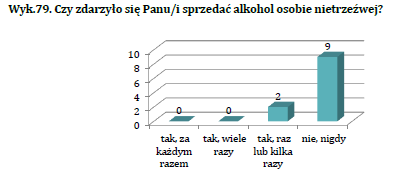 Wyk.79. Czy zdarzyło się Panu/i sprzedać alkohol osobie nietrzeźwej?
10
8
6
4
2
0
0
0
2
9
tak, za każdym razem
tak, wiele razy
tak, raz lub kilka razy
nie, nigdy